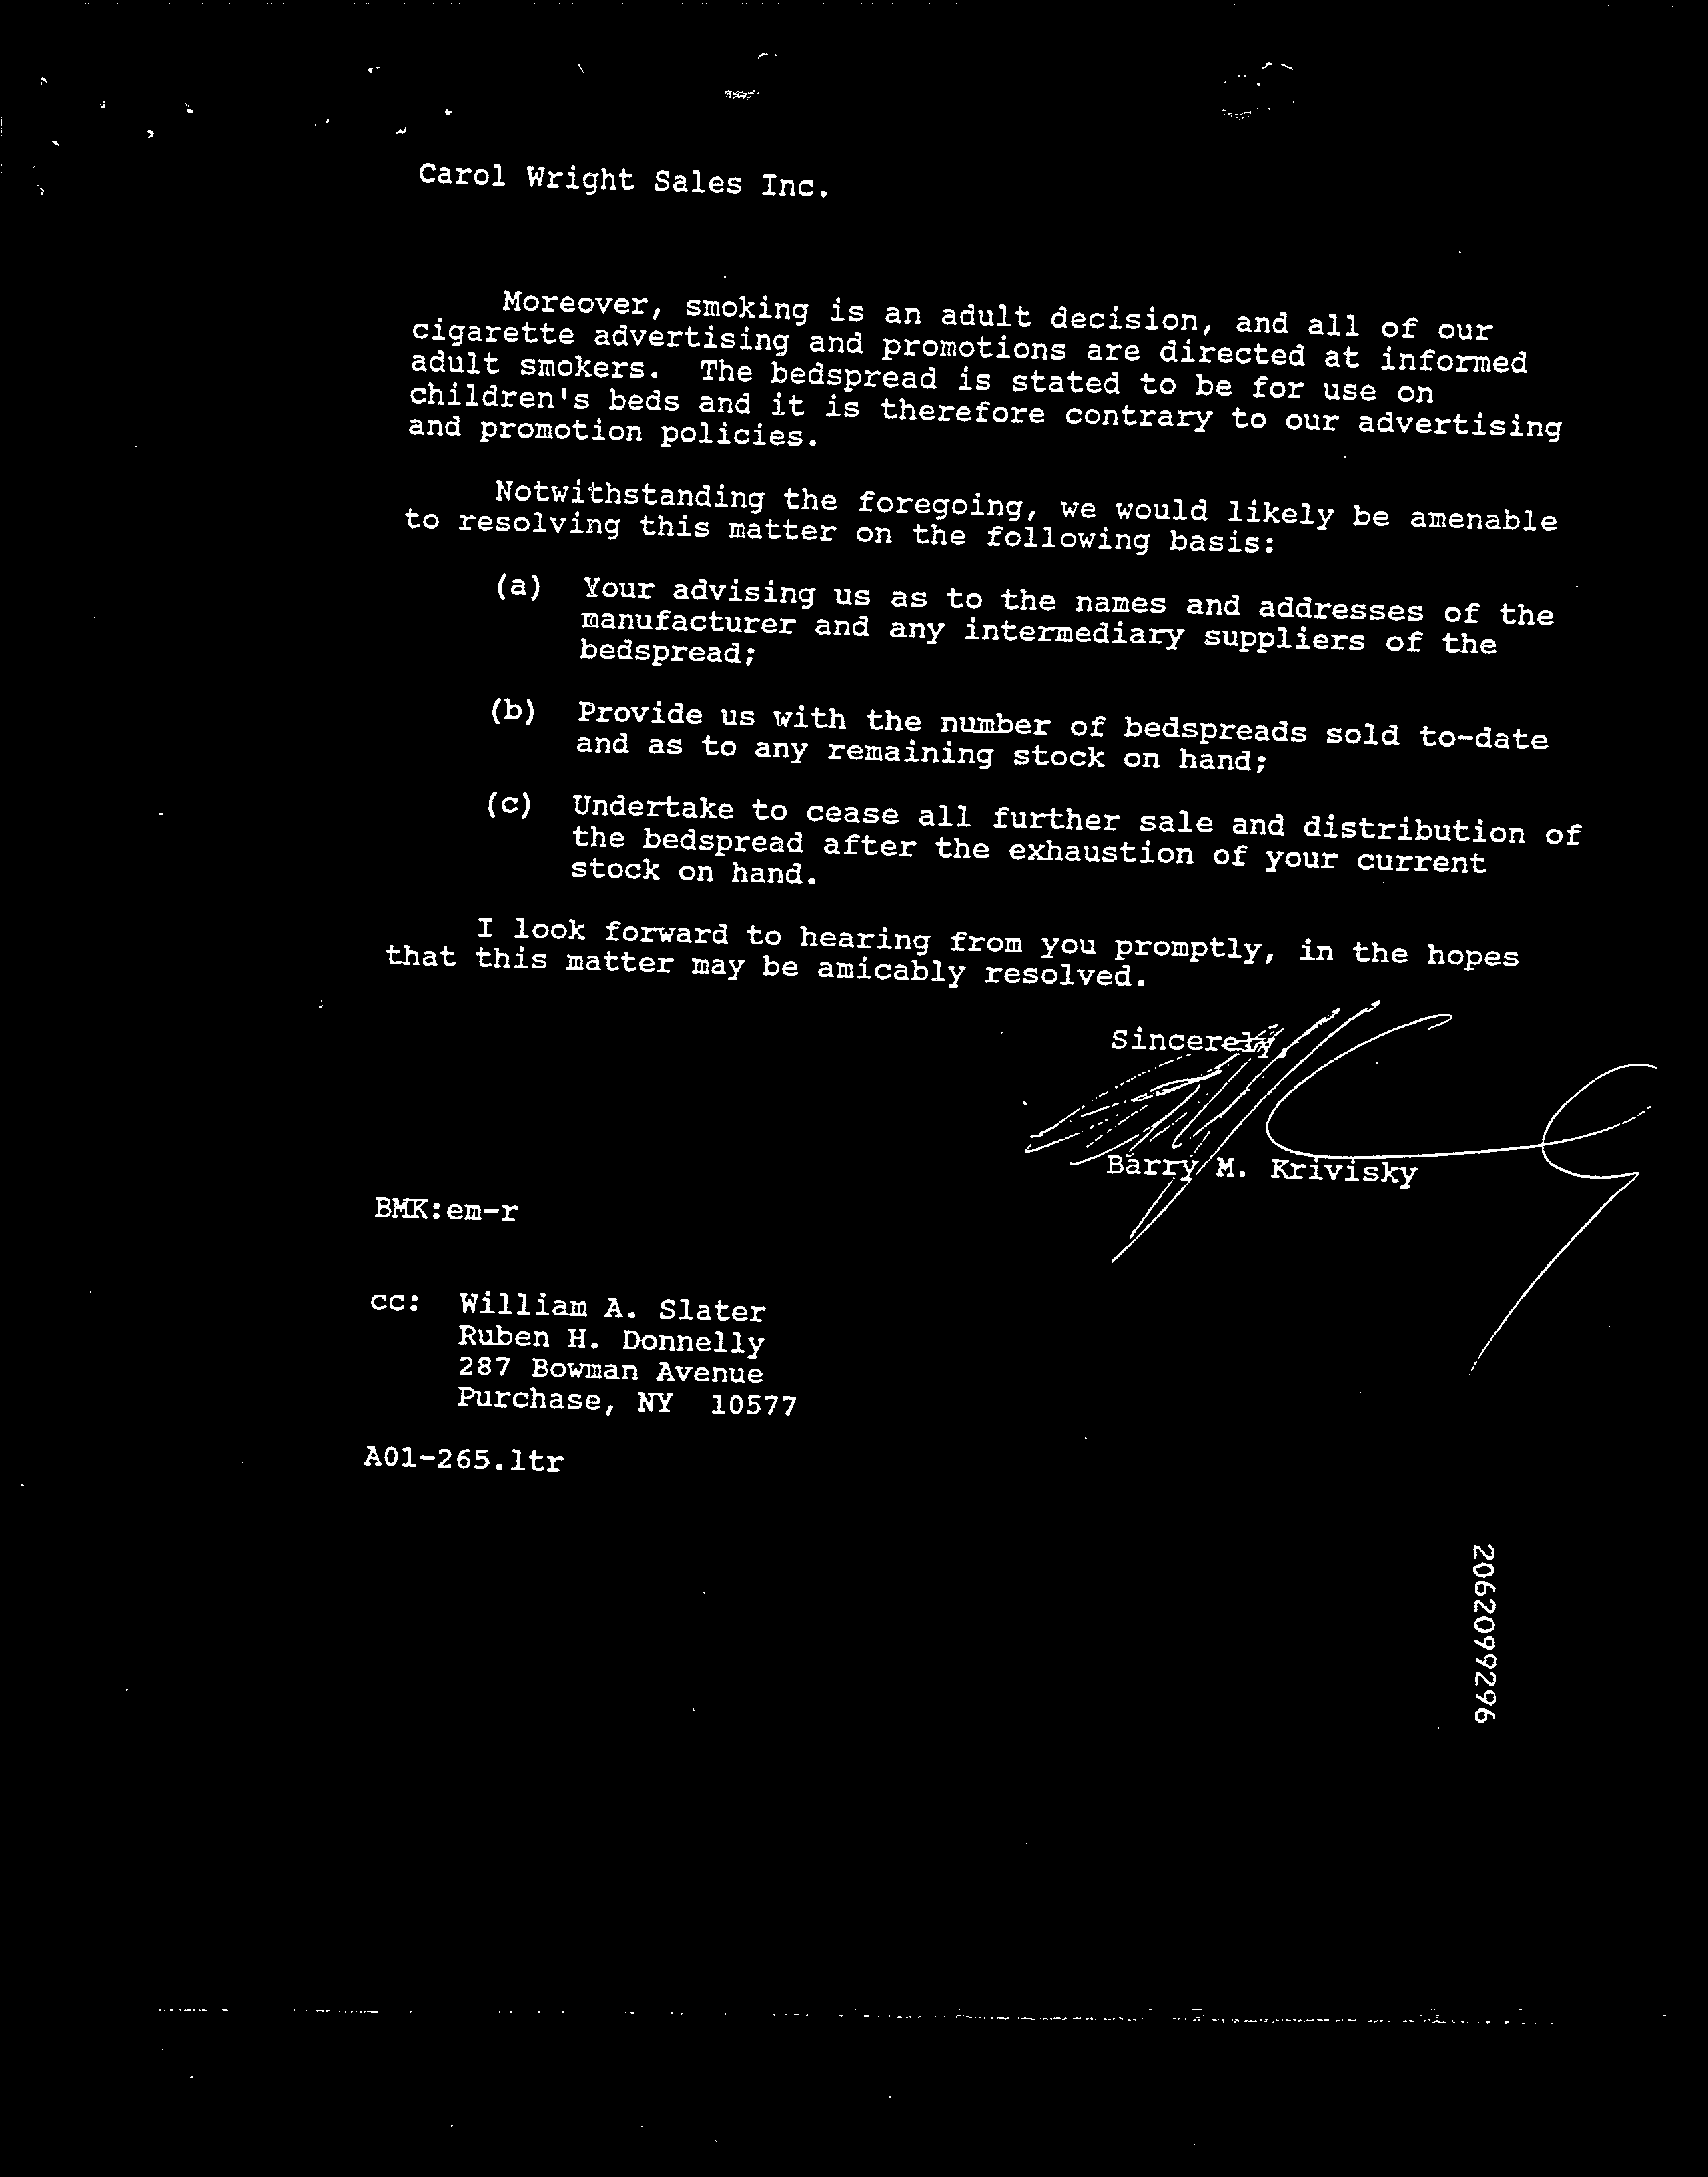 Carol Wright Sales Inc.
Moreover, smoking is an adult decision, and all of our
cigarette advertising and promotions are directed at informed
adult smokers. The bedspread is stated to be for use on
children's beds and it is therefore contrary to our advertising
and promotion policies.
Notwithstanding the foregoing, we would likely be amenable
to resolving this matter on the following basis:
(a) Your advising us as to the names and addresses of the
manufacturer and any intermediary suppliers of the
bedspread;
(b) Provide us with the number of bedspreads sold to-date
and as to any remaining stock on hand;
(c) Undertake to cease all further sale and distribution of
the bedspread after the exhaustion of your current
stock on hand.
I look forward to hearing from you promptly, in the hopes
that this matter may be amicably resolved.
Sincerely,
Barry M. Krivisky
BMK:em-r
cc: William A. Slater
Ruben H. Donnelly
287 Bowman Avenue
Purchase, NY 10577
A01-265.ltr
2062099296